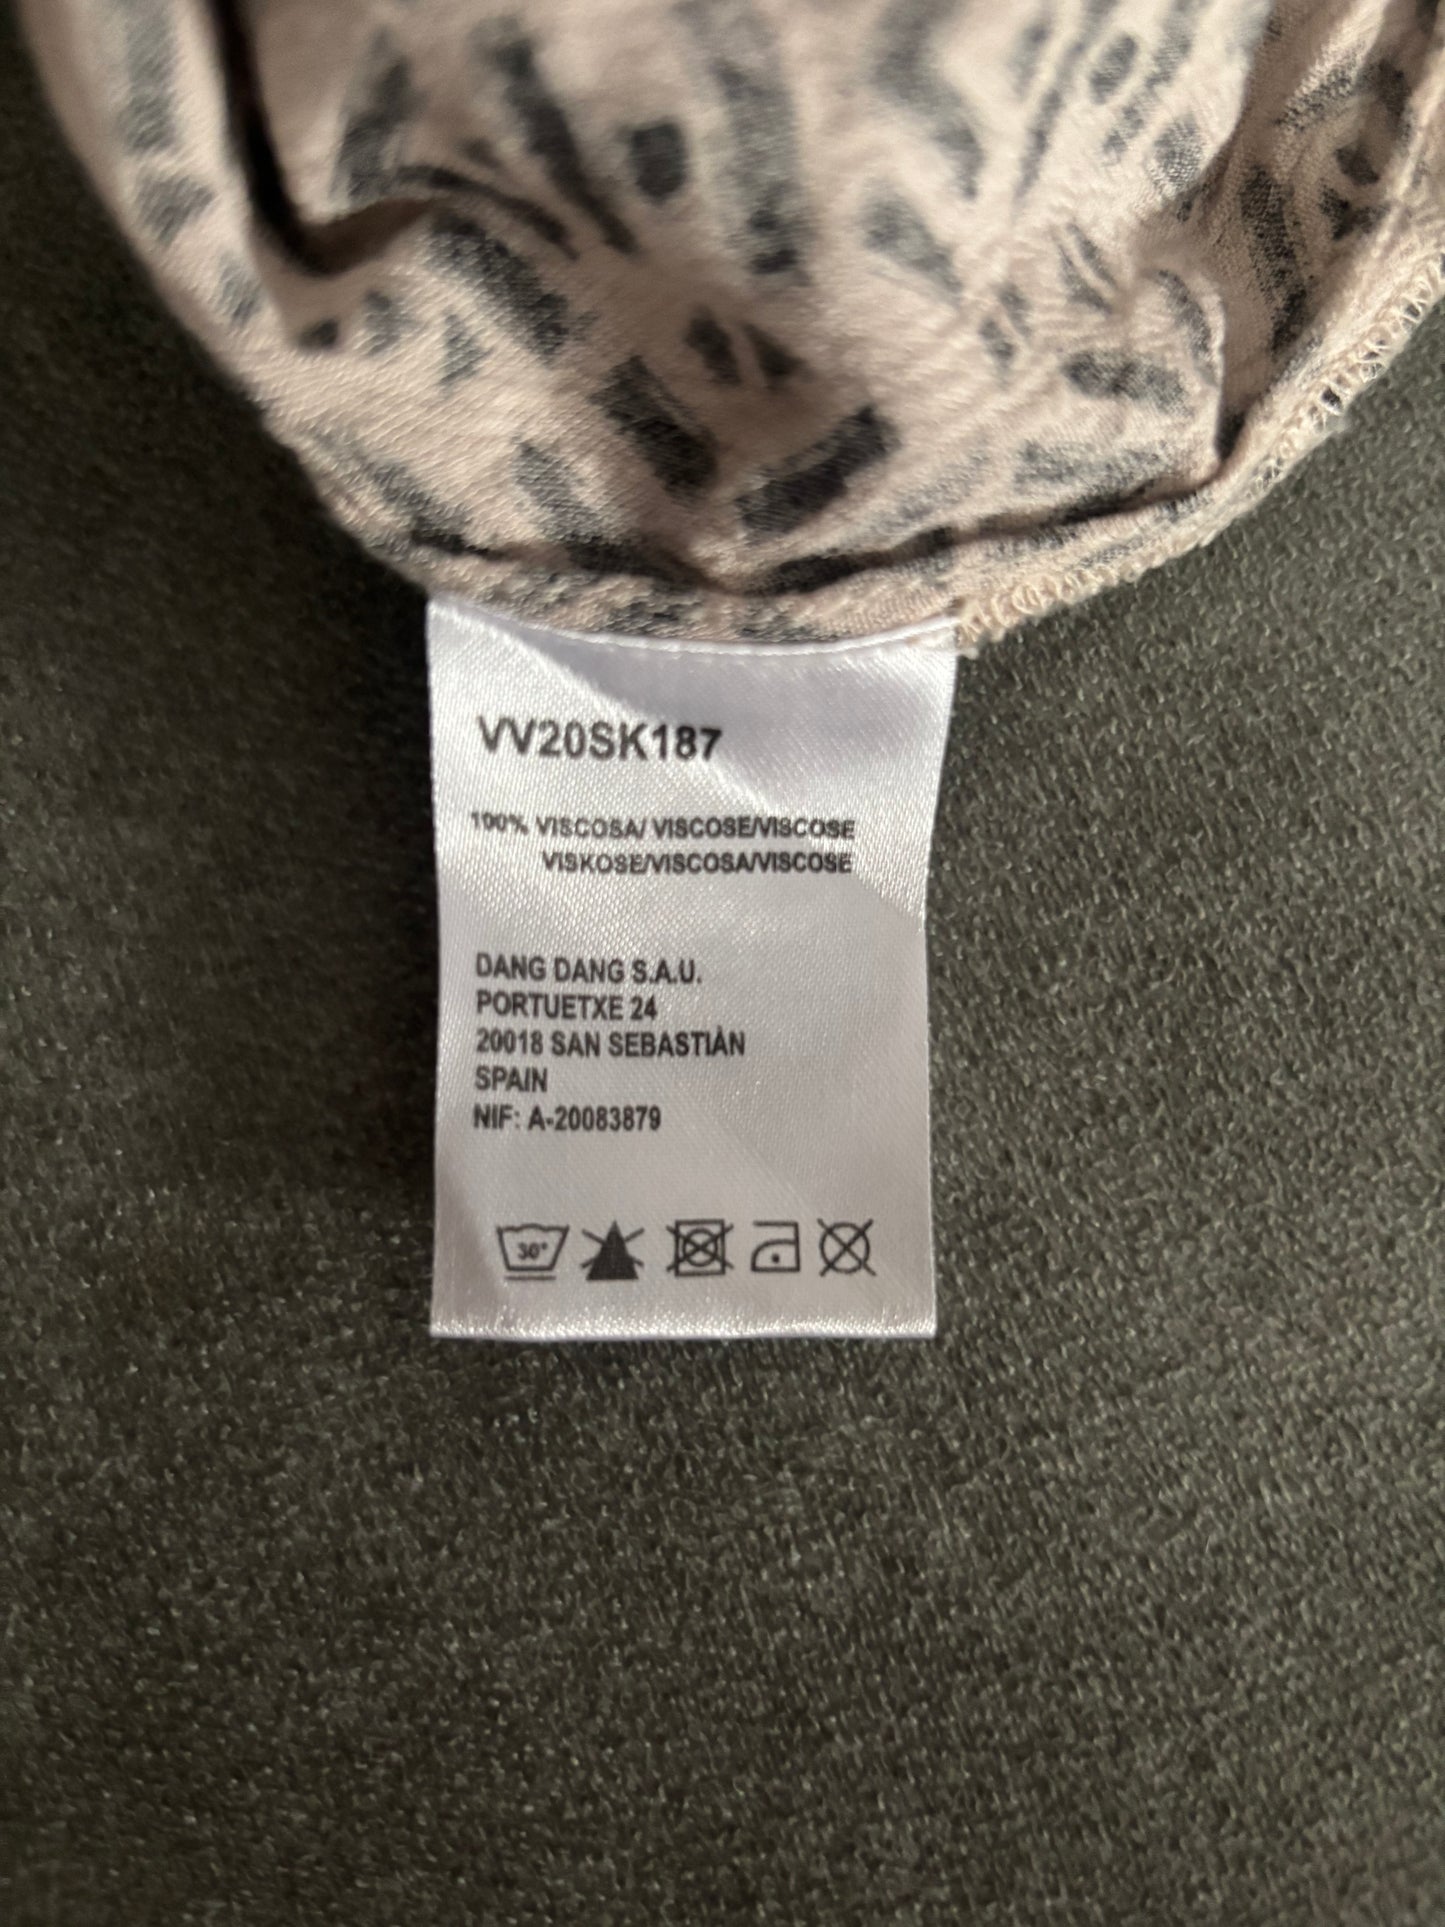 VV20SK187
100% VISCOSA/ VISCOSE/VISCOSE
VISKOSE/VISCOSA/VISCOSE
DANG DANG S.A.U.
PORTUETXE 24
20018 SAN SEBASTIÀN
SPAIN
NIF: A-20083879
30°